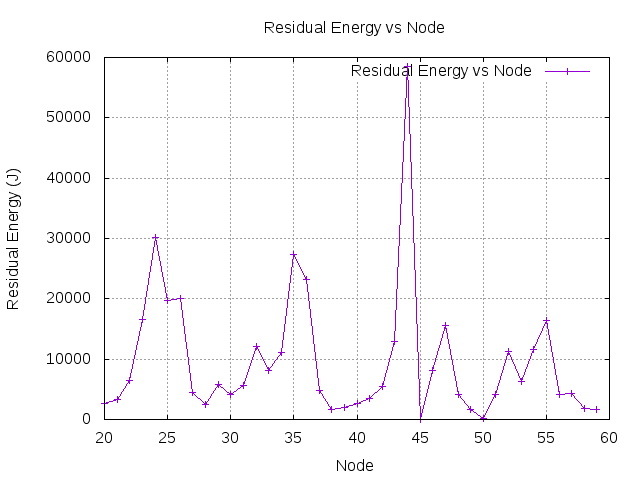 Residual Energy vs Node
60000
Residual Energy vs Node
50000
40000
Residual Energy (J)
30000
20000
10000
0
20 25 30 35 40 45 50 55 60
Node